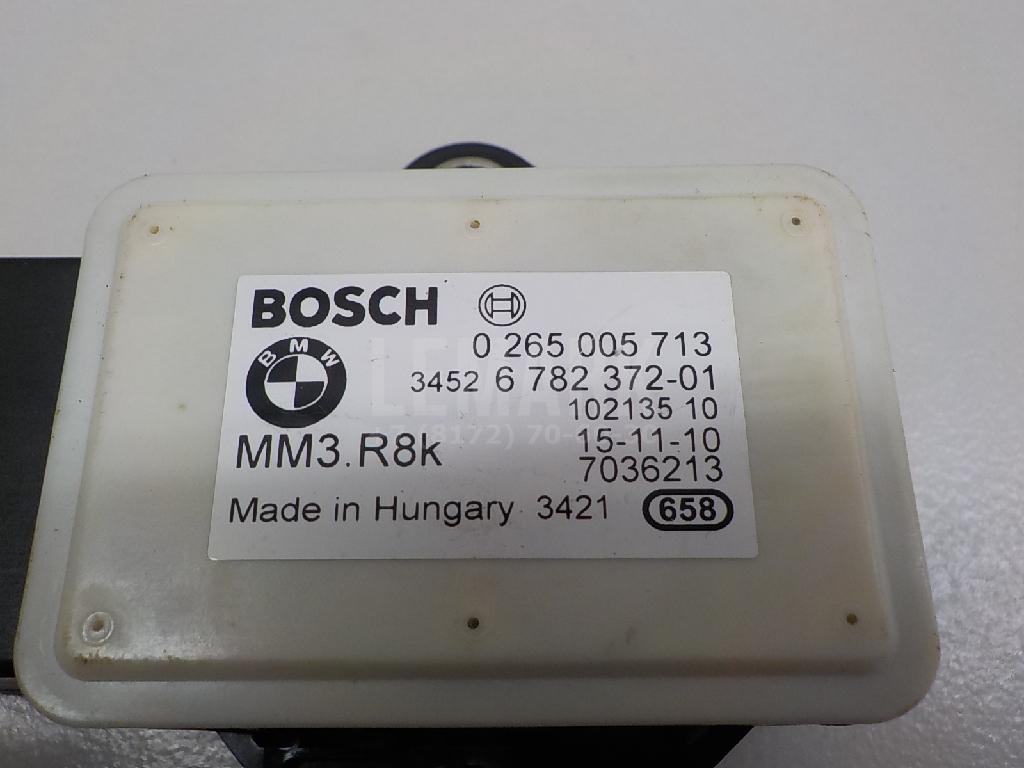 BOSCH
0 265 005 713
BMW
3452 6 782 372-01
102135 10
MM3.R8k
15-11-10
7036213
Made in Hungary 3421 658